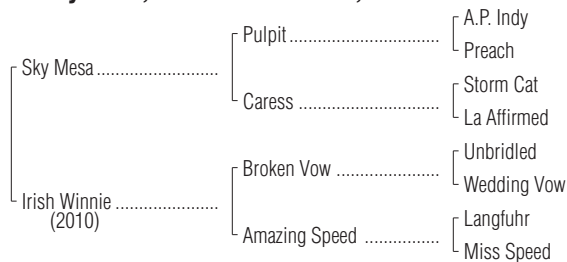 A.P. Indy
Pulpit
Preach
Sky Mesa
Storm Cat
Caress
La Affirmed
Unbridled
Broken Vow
Wedding Vow
Irish Winnie
(2010)
Langfuhr
Amazing Speed
Miss Speed